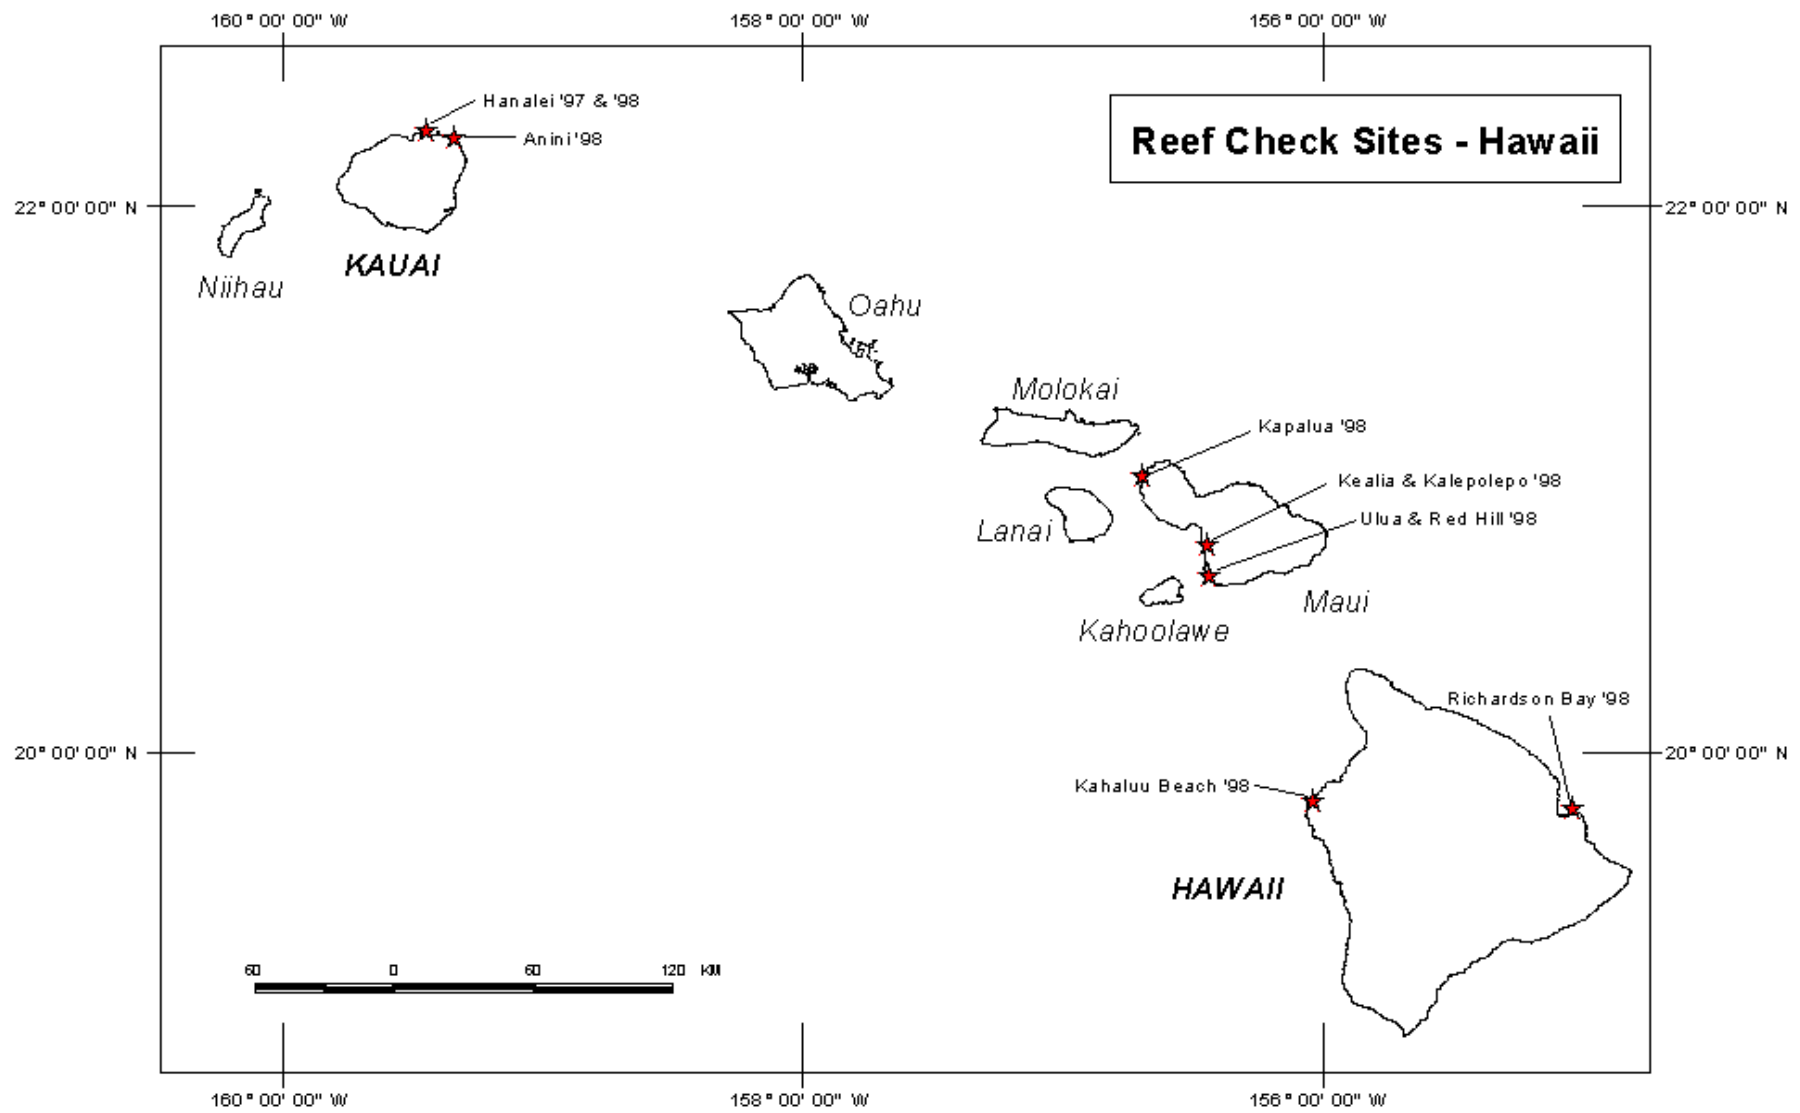 160° 00' 00" W
158° 00' 00" W
156° 00' 00" W
Hanalei '97 & '98
Anini '98
Reef Check Sites - Hawaii
22° 00' 00" N
22° 00' 00" N
KAUAI
Niihau
Oahu
Molokai
Kapalua '98
Kealia & Kalepolepo '98
Ulua & Red Hill '98
Lanai
Maui
Kahoolawe
Richardson Bay '98
20° 00' 00" N
20° 00' 00" N
Kahaluu Beach '98
HAWAII
60 0 60 120 KM
160° 00' 00" W
158° 00' 00" W
156° 00' 00" W